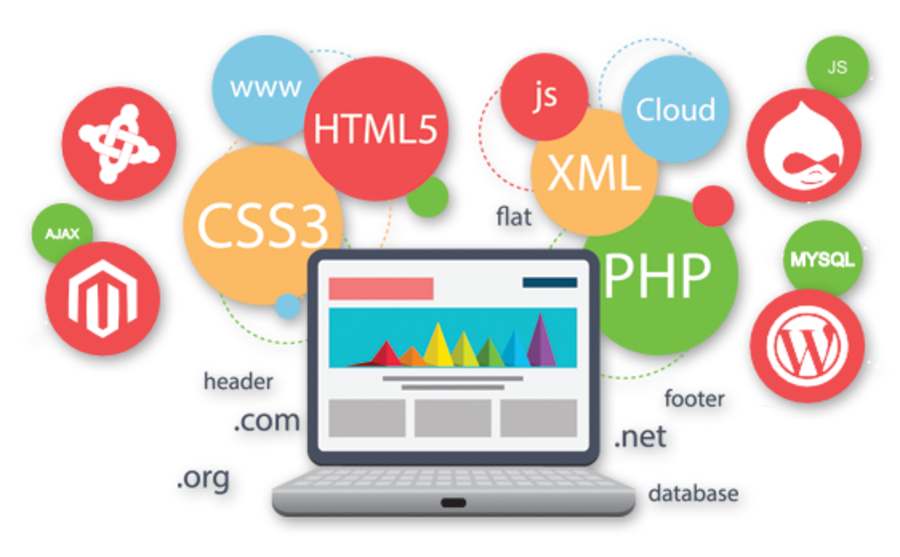 www
HTML5
js
Cloud
JS
XML
CSS3
flat
AJAX
PHP
MYSQL
header
.com
footer
.net
.org
database